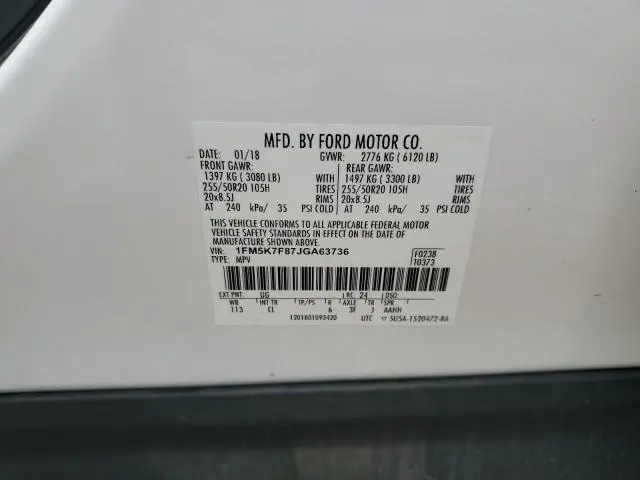 MFD. BY FORD MOTOR CO.
DATE: 01/18 GVWR: 2776 KG ( 6120 LB)
FRONT GAWR: REAR GAWR:
1397 KG ( 3080 LB) WITH 1497 KG ( 3300 LB) WITH
255/50R20 105H TIRES 255/50R20 105H TIRES
20x8.5J RIMS 20x8.5J RIMS
AT 240 kPa/ 35 PSI COLD AT 240 kPa/ 35 PSI COLD
THIS VEHICLE CONFORMS TO ALL APPLICABLE FEDERAL MOTOR
VEHICLE SAFETY STANDARDS IN EFFECT ON THE DATE OF
MANUFACTURE SHOWN ABOVE.
VIN: 1FM5K7F87JGA63736 F0238
TYPE: MPV T0373
EXT PNT: UG RC: 24 DSO:
WB INT TR TP/PS R AXLE TR SPR
113 CL 6 3F J AAHH
1201801093420 UTC 5U5A-1520472-BA